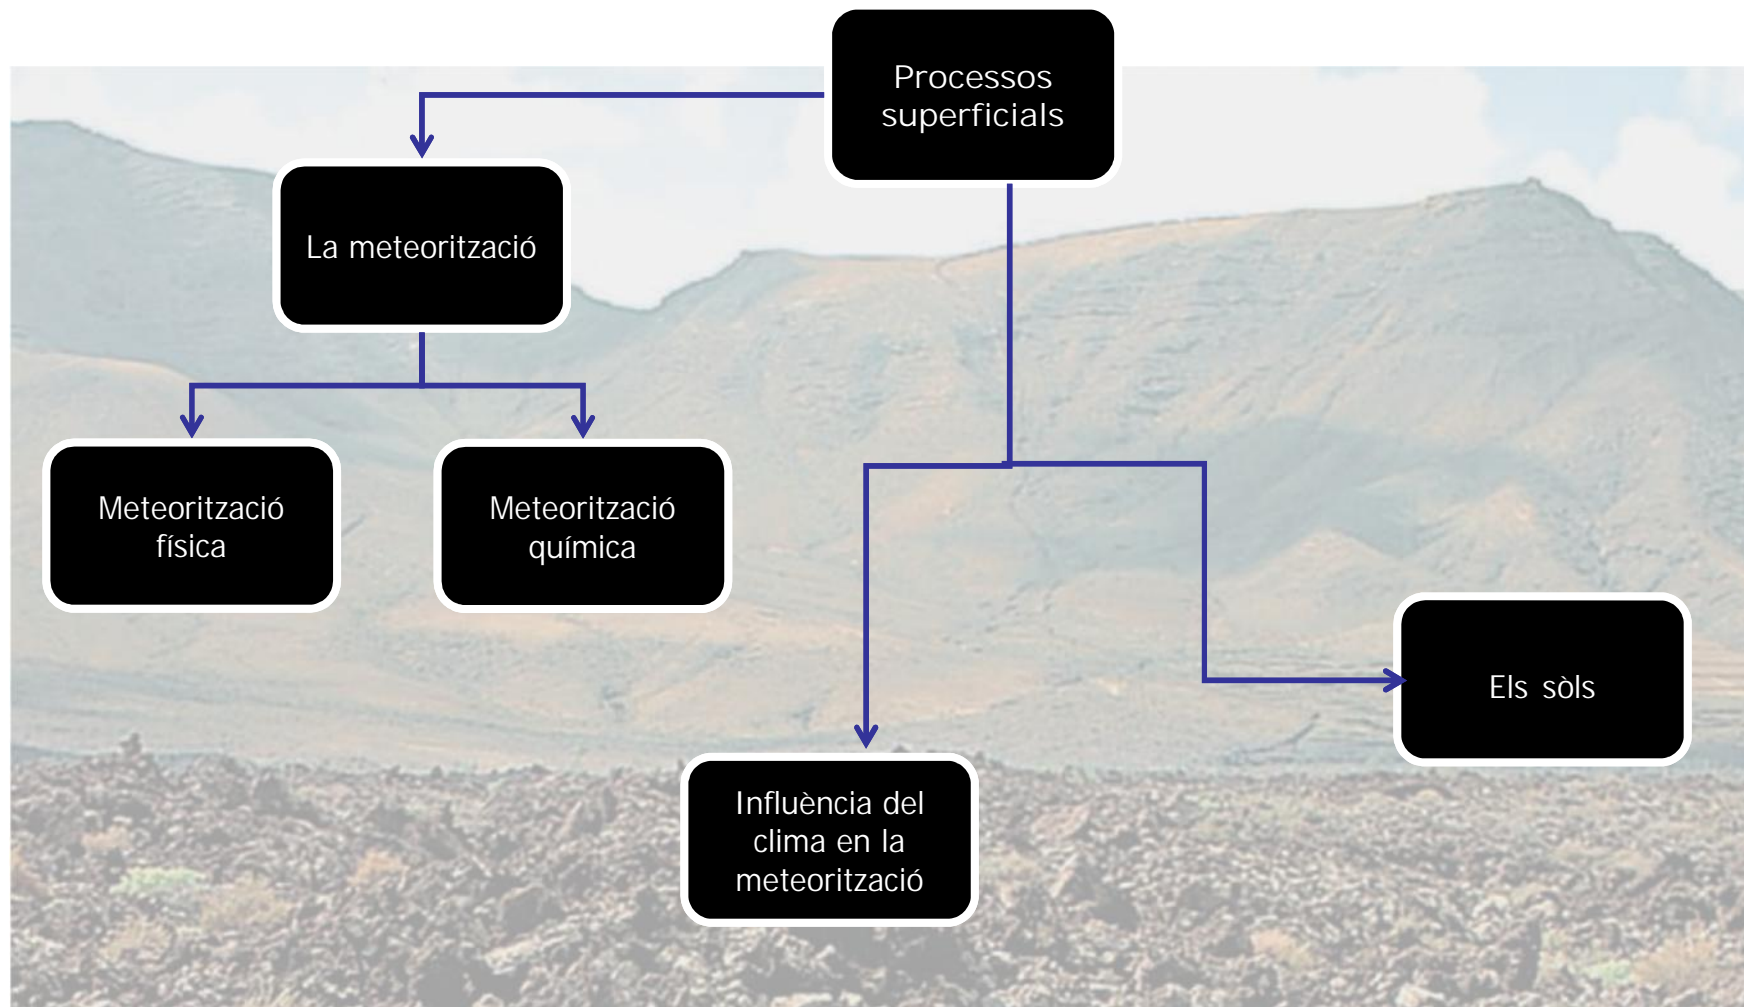 Processos
superficials
La meteorització
Meteorització
física
Meteorització
química
Els sòls
Influència del
clima en la
meteorització